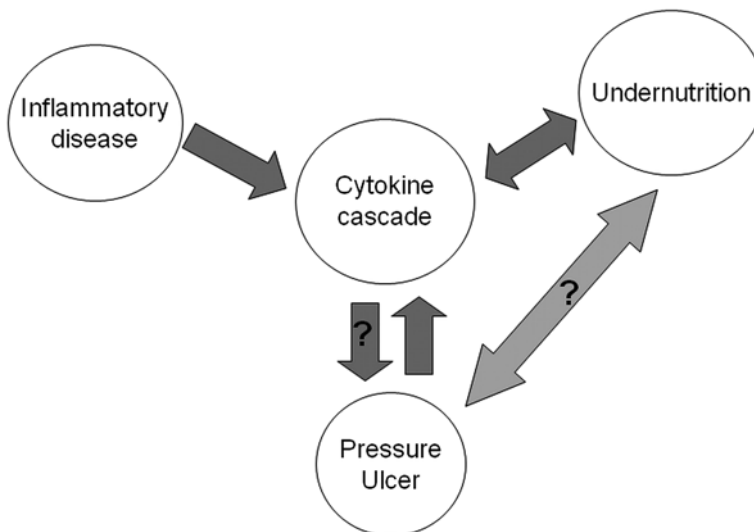 Inflammatory
disease
Undernutrition
Cytokine
cascade
?
?
Pressure
Ulcer